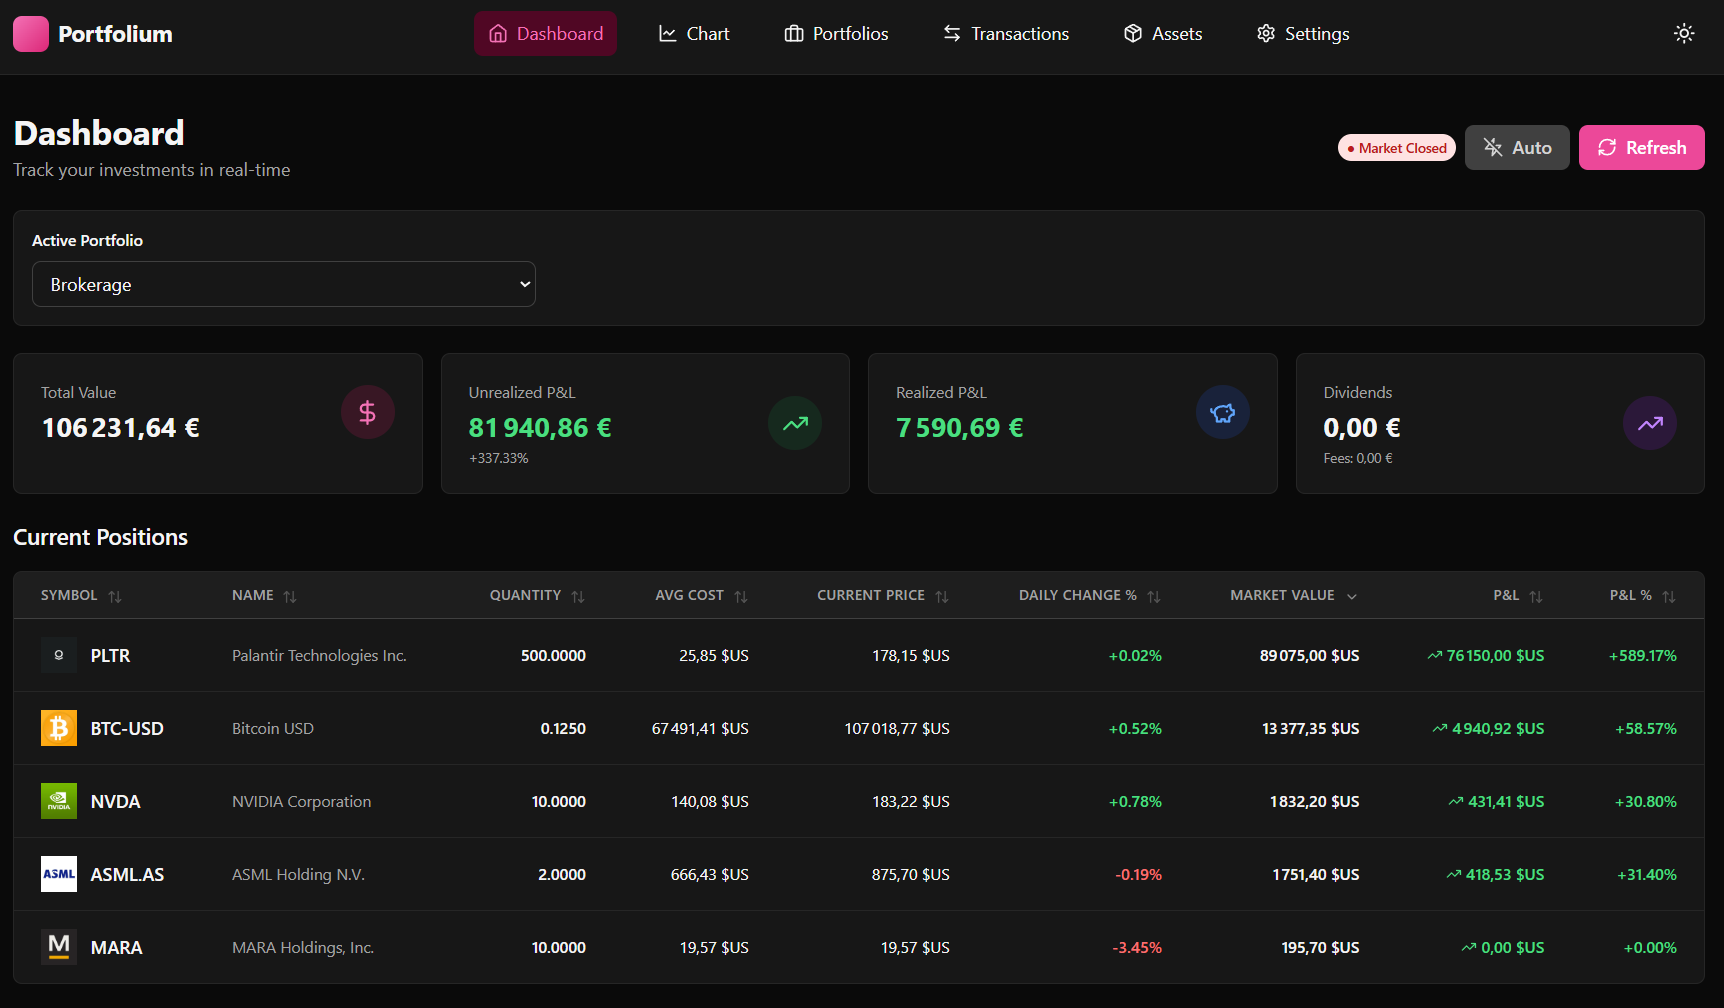 Portfolium
Dashboard
Chart
Portfolios
Transactions
Assets
Settings
Dashboard
Track your investments in real-time
Market Closed
Auto
Refresh
Active Portfolio
Brokerage
Total Value
106 231,64 €
Unrealized P&L
81 940,86 €
+337.33%
Realized P&L
7 590,69 €
Dividends
0,00 €
Fees: 0,00 €
Current Positions
SYMBOL NAME QUANTITY AVG COST CURRENT PRICE DAILY CHANGE % MARKET VALUE P&L P&L %
PLTR Palantir Technologies Inc. 500.0000 25,85 $US 178,15 $US +0.02% 89 075,00 $US 76 150,00 $US +589.17%
BTC-USD Bitcoin USD 0.1250 67 491,41 $US 107 018,77 $US +0.52% 13 377,35 $US 4 940,92 $US +58.57%
NVIDIA NVDA NVIDIA Corporation 10.0000 140,08 $US 183,22 $US +0.78% 1 832,20 $US 431,41 $US +30.80%
ASML ASML.AS ASML Holding N.V. 2.0000 666,43 $US 875,70 $US -0.19% 1 751,40 $US 418,53 $US +31.40%
M MARA MARA Holdings, Inc. 10.0000 19,57 $US 19,57 $US -3.45% 195,70 $US 0,00 $US +0.00%